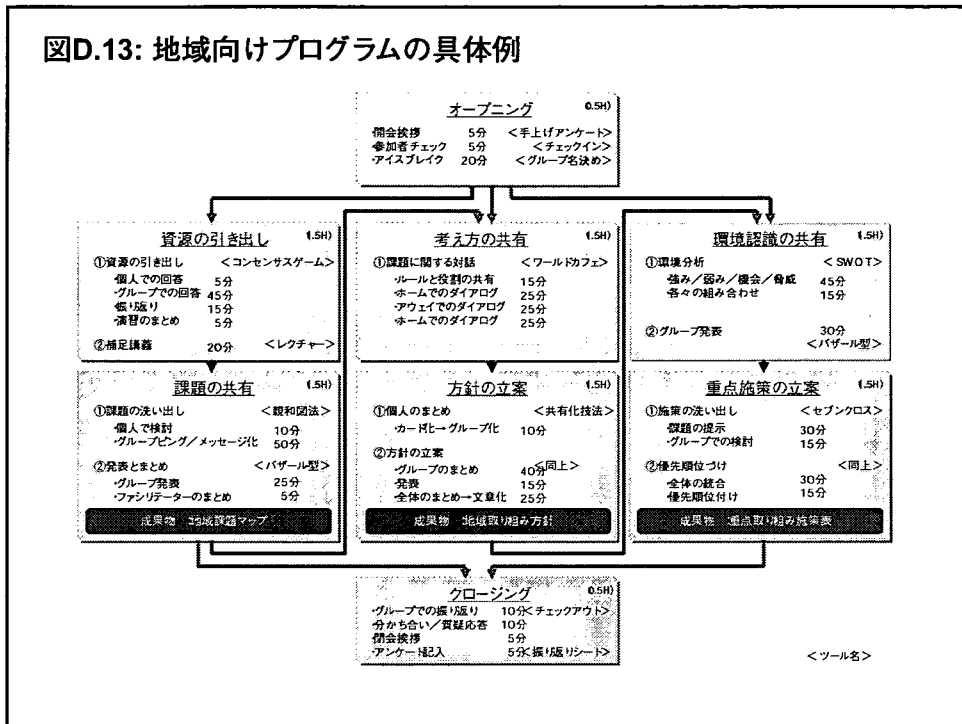 図D.13: 地域向けプログラムの具体例
オープニング 0.5H)
・開会挨拶 5分 <手上げアンケート>
・参加者チェック 5分 <チェックイン>
・アイスブレイク 20分 <グループ名決め>
資源の引き出し 1.5H)
①資源の引き出し <コンセンサスゲーム>
・個人での回答 5分
・グループでの回答 45分
・振り返り 15分
・演習のまとめ 5分
②補足講義 20分 <レクチャー>
考え方の共有 1.5H)
①課題に関する対話 <ワールドカフェ>
・ルールと役割の共有 15分
・ホームでのダイアログ 25分
・アウェイでのダイアログ 25分
・ホームでのダイアログ 25分
環境認識の共有 1.5H)
①環境分析 <SWOT>
・強み/弱み/機会/脅威 45分
・各々の組み合わせ 15分
②グループ発表 30分
<バザール型>
課題の共有 1.5H)
①課題の洗い出し <親和図法>
・個人で検討 10分
・グルーピング/メッセージ化 50分
②発表とまとめ <バザール型>
・グループ発表 25分
・ファシリテーターのまとめ 5分
成果物 地域課題マップ
方針の立案 1.5H)
①個人のまとめ <共有化技法>
・カード化→グループ化 10分
②方針の立案 <同上>
・グループのまとめ 40分
・発表 15分
・全体のまとめ→文章化 25分
成果物 地域取り組み方針
重点施策の立案 1.5H)
①施策の洗い出し <セブンクロス>
・課題の提示 30分
・グループでの検討 15分
②優先順位づけ <同上>
・全体の統合 30分
・優先順位付け 15分
成果物 重点取り組み施策表
クロージング 0.5H)
・グループでの振り返り 10分<チェックアウト>
・分かち合い/質疑応答 10分
・閉会挨拶 5分
・アンケート記入 5分<振り返りシート>
<ツール名>